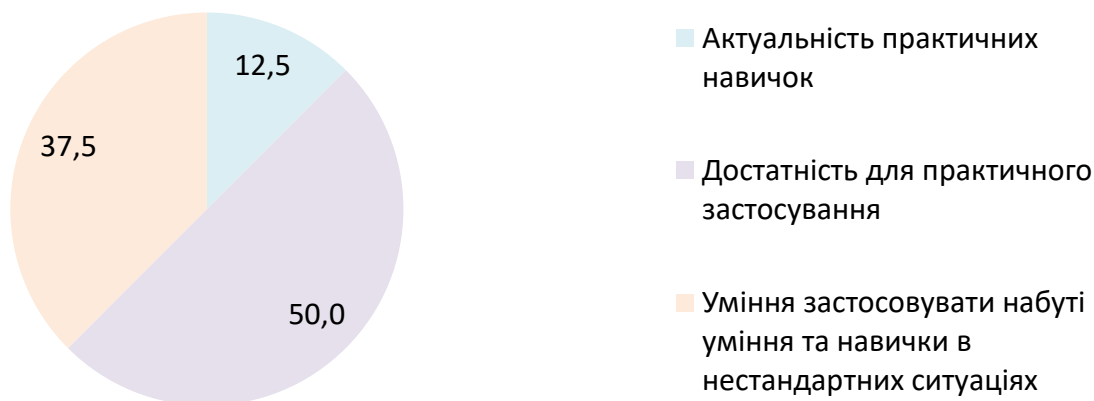 12,5
37,5
50,0
Актуальність практичних
навичок
Достатність для практичного
застосування
Уміння застосовувати набуті
уміння та навички в
нестандартних ситуаціях